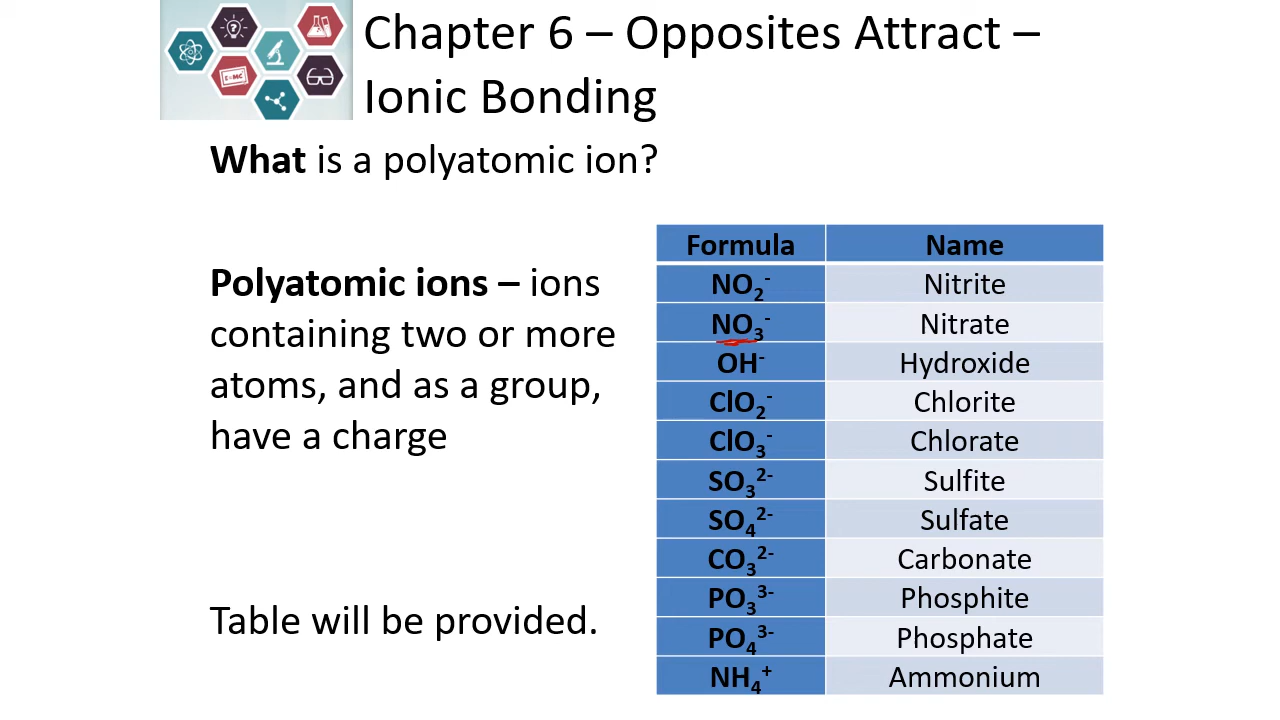 Chapter 6 – Opposites Attract –
Ionic Bonding
What is a polyatomic ion?
Polyatomic ions – ions
containing two or more
atoms, and as a group,
have a charge
Table will be provided.
Formula Name
NO₂⁻ Nitrite
NO₃⁻ Nitrate
OH⁻ Hydroxide
ClO₂⁻ Chlorite
ClO₃⁻ Chlorate
SO₃²⁻ Sulfite
SO₄²⁻ Sulfate
CO₃²⁻ Carbonate
PO₃³⁻ Phosphite
PO₄³⁻ Phosphate
NH₄⁺ Ammonium